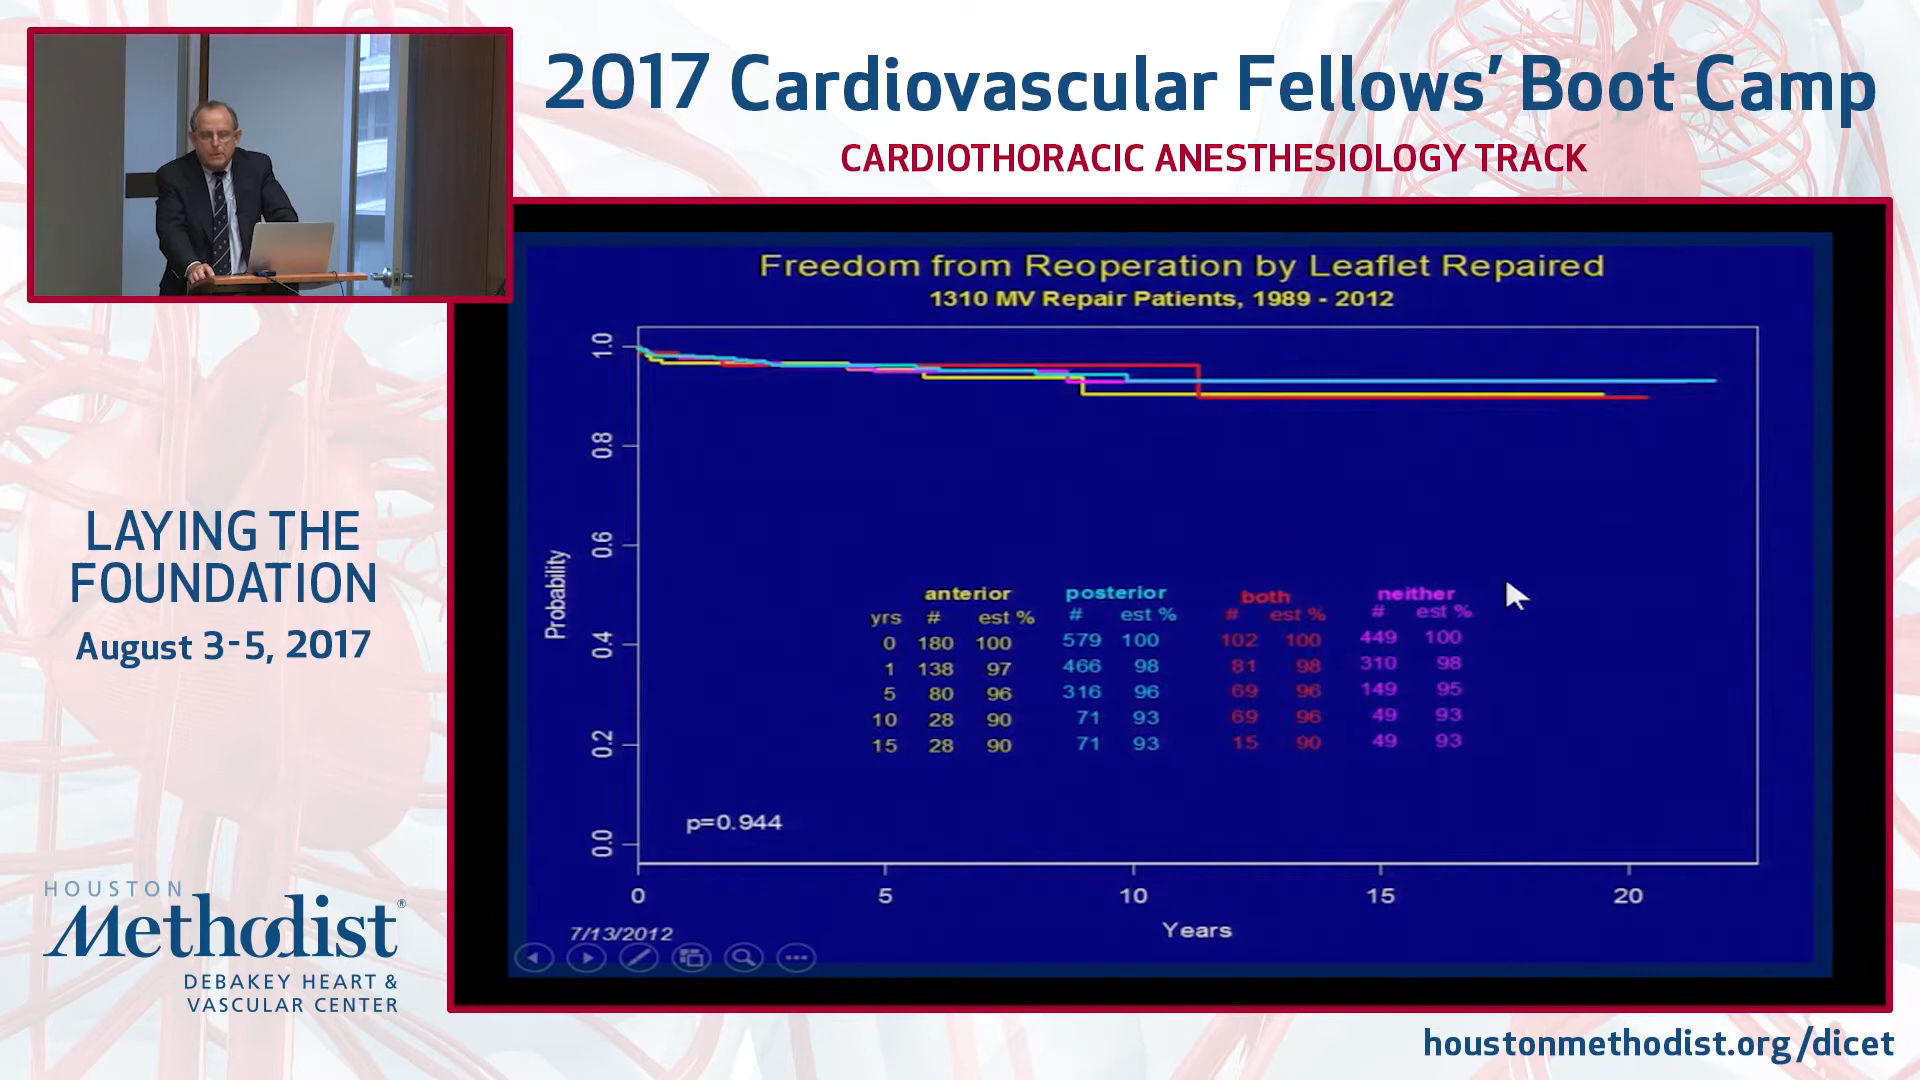 2017 Cardiovascular Fellows' Boot Camp
CARDIOTHORACIC ANESTHESIOLOGY TRACK
LAYING THE
FOUNDATION
August 3-5, 2017
HOUSTON
Methodist®
DEBAKEY HEART &
VASCULAR CENTER
Freedom from Reoperation by Leaflet Repaired
1310 MV Repair Patients, 1989 - 2012
1.0
0.8
0.6
0.4
0.2
0.0
Probability
anterior posterior both neither
yrs # est % # est % # est % # est %
0 180 100 579 100 102 100 449 100
1 138 97 466 98 81 98 310 98
5 80 96 316 96 69 96 149 95
10 28 90 71 93 69 96 49 93
15 28 90 71 93 15 90 49 93
p=0.944
0 5 10 15 20
Years
7/13/2012
houstonmethodist.org/dicet